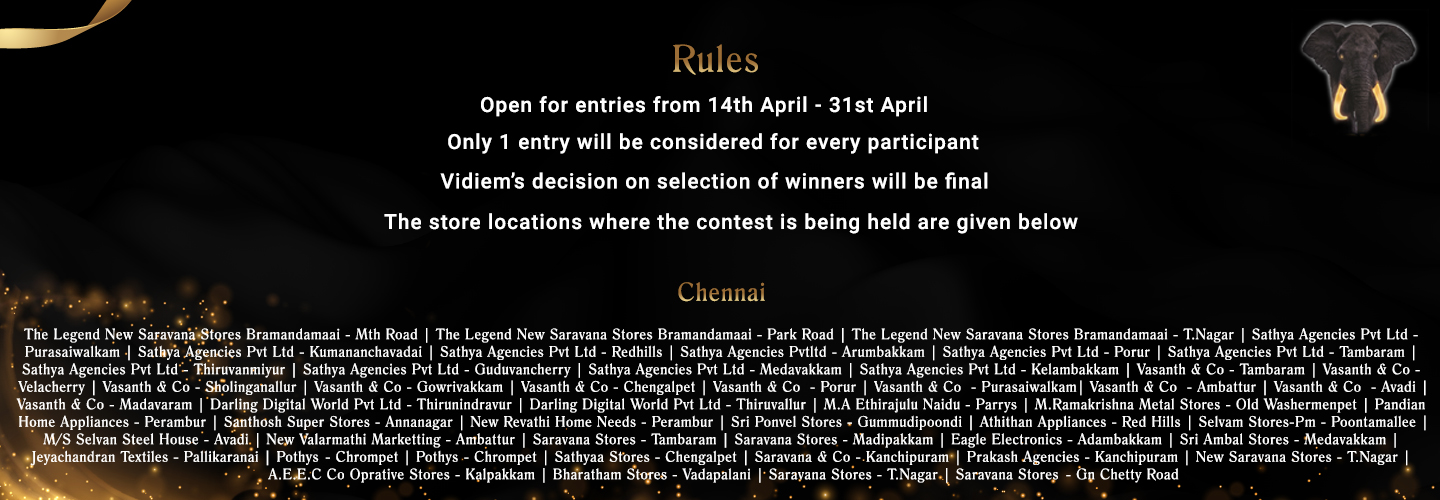 Rules
Open for entries from 14th April - 31st April
Only 1 entry will be considered for every participant
Vidiem's decision on selection of winners will be final
The store locations where the contest is being held are given below
Chennai
The Legend New Saravana Stores Bramandamaai - Mth Road | The Legend New Saravana Stores Bramandamaai - Park Road | The Legend New Saravana Stores Bramandamaai - T.Nagar | Sathya Agencies Pvt Ltd -
Purasaiwalkam | Sathya Agencies Pvt Ltd - Kumananchavadai | Sathya Agencies Pvt Ltd - Redhills | Sathya Agencies Pvtltd - Arumbakkam | Sathya Agencies Pvt Ltd - Porur | Sathya Agencies Pvt Ltd - Tambaram |
Sathya Agencies Pvt Ltd - Thiruvanmiyur | Sathya Agencies Pvt Ltd - Guduvancherry | Sathya Agencies Pvt Ltd - Medavakkam | Sathya Agencies Pvt Ltd - Kelambakkam | Vasanth & Co - Tambaram | Vasanth & Co -
Velacherry | Vasanth & Co - Sholinganallur | Vasanth & Co - Gowrivakkam | Vasanth & Co - Chengalpet | Vasanth & Co - Porur | Vasanth & Co - Purasaiwalkam| Vasanth & Co - Ambattur | Vasanth & Co - Avadi |
Vasanth & Co - Madavaram | Darling Digital World Pvt Ltd - Thirunindravur | Darling Digital World Pvt Ltd - Thiruvallur | M.A Ethirajulu Naidu - Parrys | M.Ramakrishna Metal Stores - Old Washermenpet | Pandian
Home Appliances - Perambur | Santhosh Super Stores - Annanagar | New Revathi Home Needs - Perambur | Sri Ponvel Stores - Gummudipoondi | Athithan Appliances - Red Hills | Selvam Stores-Pm - Poontamallee |
M/S Selvan Steel House - Avadi | New Valarmathi Marketting - Ambattur | Saravana Stores - Tambaram | Saravana Stores - Madipakkam | Eagle Electronics - Adambakkam | Sri Ambal Stores - Medavakkam |
Jeyachandran Textiles - Pallikaranai | Pothys - Chrompet | Pothys - Chrompet | Sathyaa Stores - Chengalpet | Saravana & Co - Kanchipuram | Prakash Agencies - Kanchipuram | New Saravana Stores - T.Nagar |
A.E.E.C Co Oprative Stores - Kalpakkam | Bharatham Stores - Vadapalani | Saravana Stores - T.Nagar | Saravana Stores - Gn Chetty Road